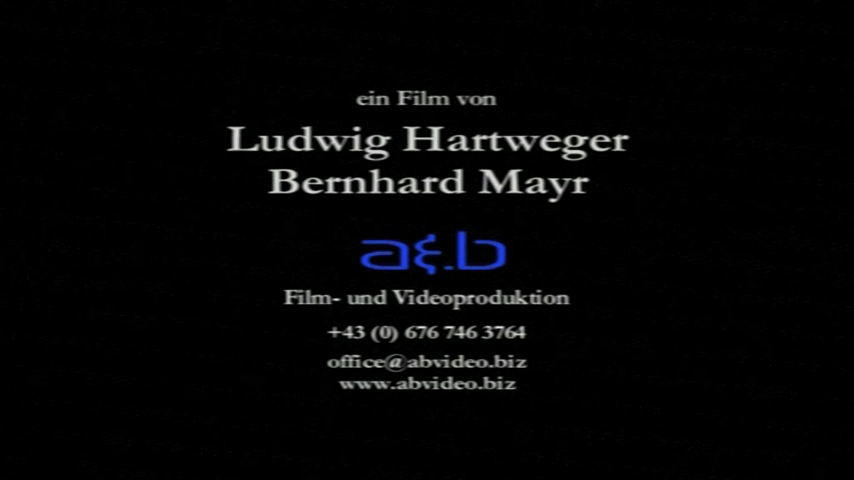 ein Film von
Ludwig Hartweger
Bernhard Mayr
a&b
Film- und Videoproduktion
+43 (0) 676 746 3764
office@abvideo.biz
www.abvideo.biz